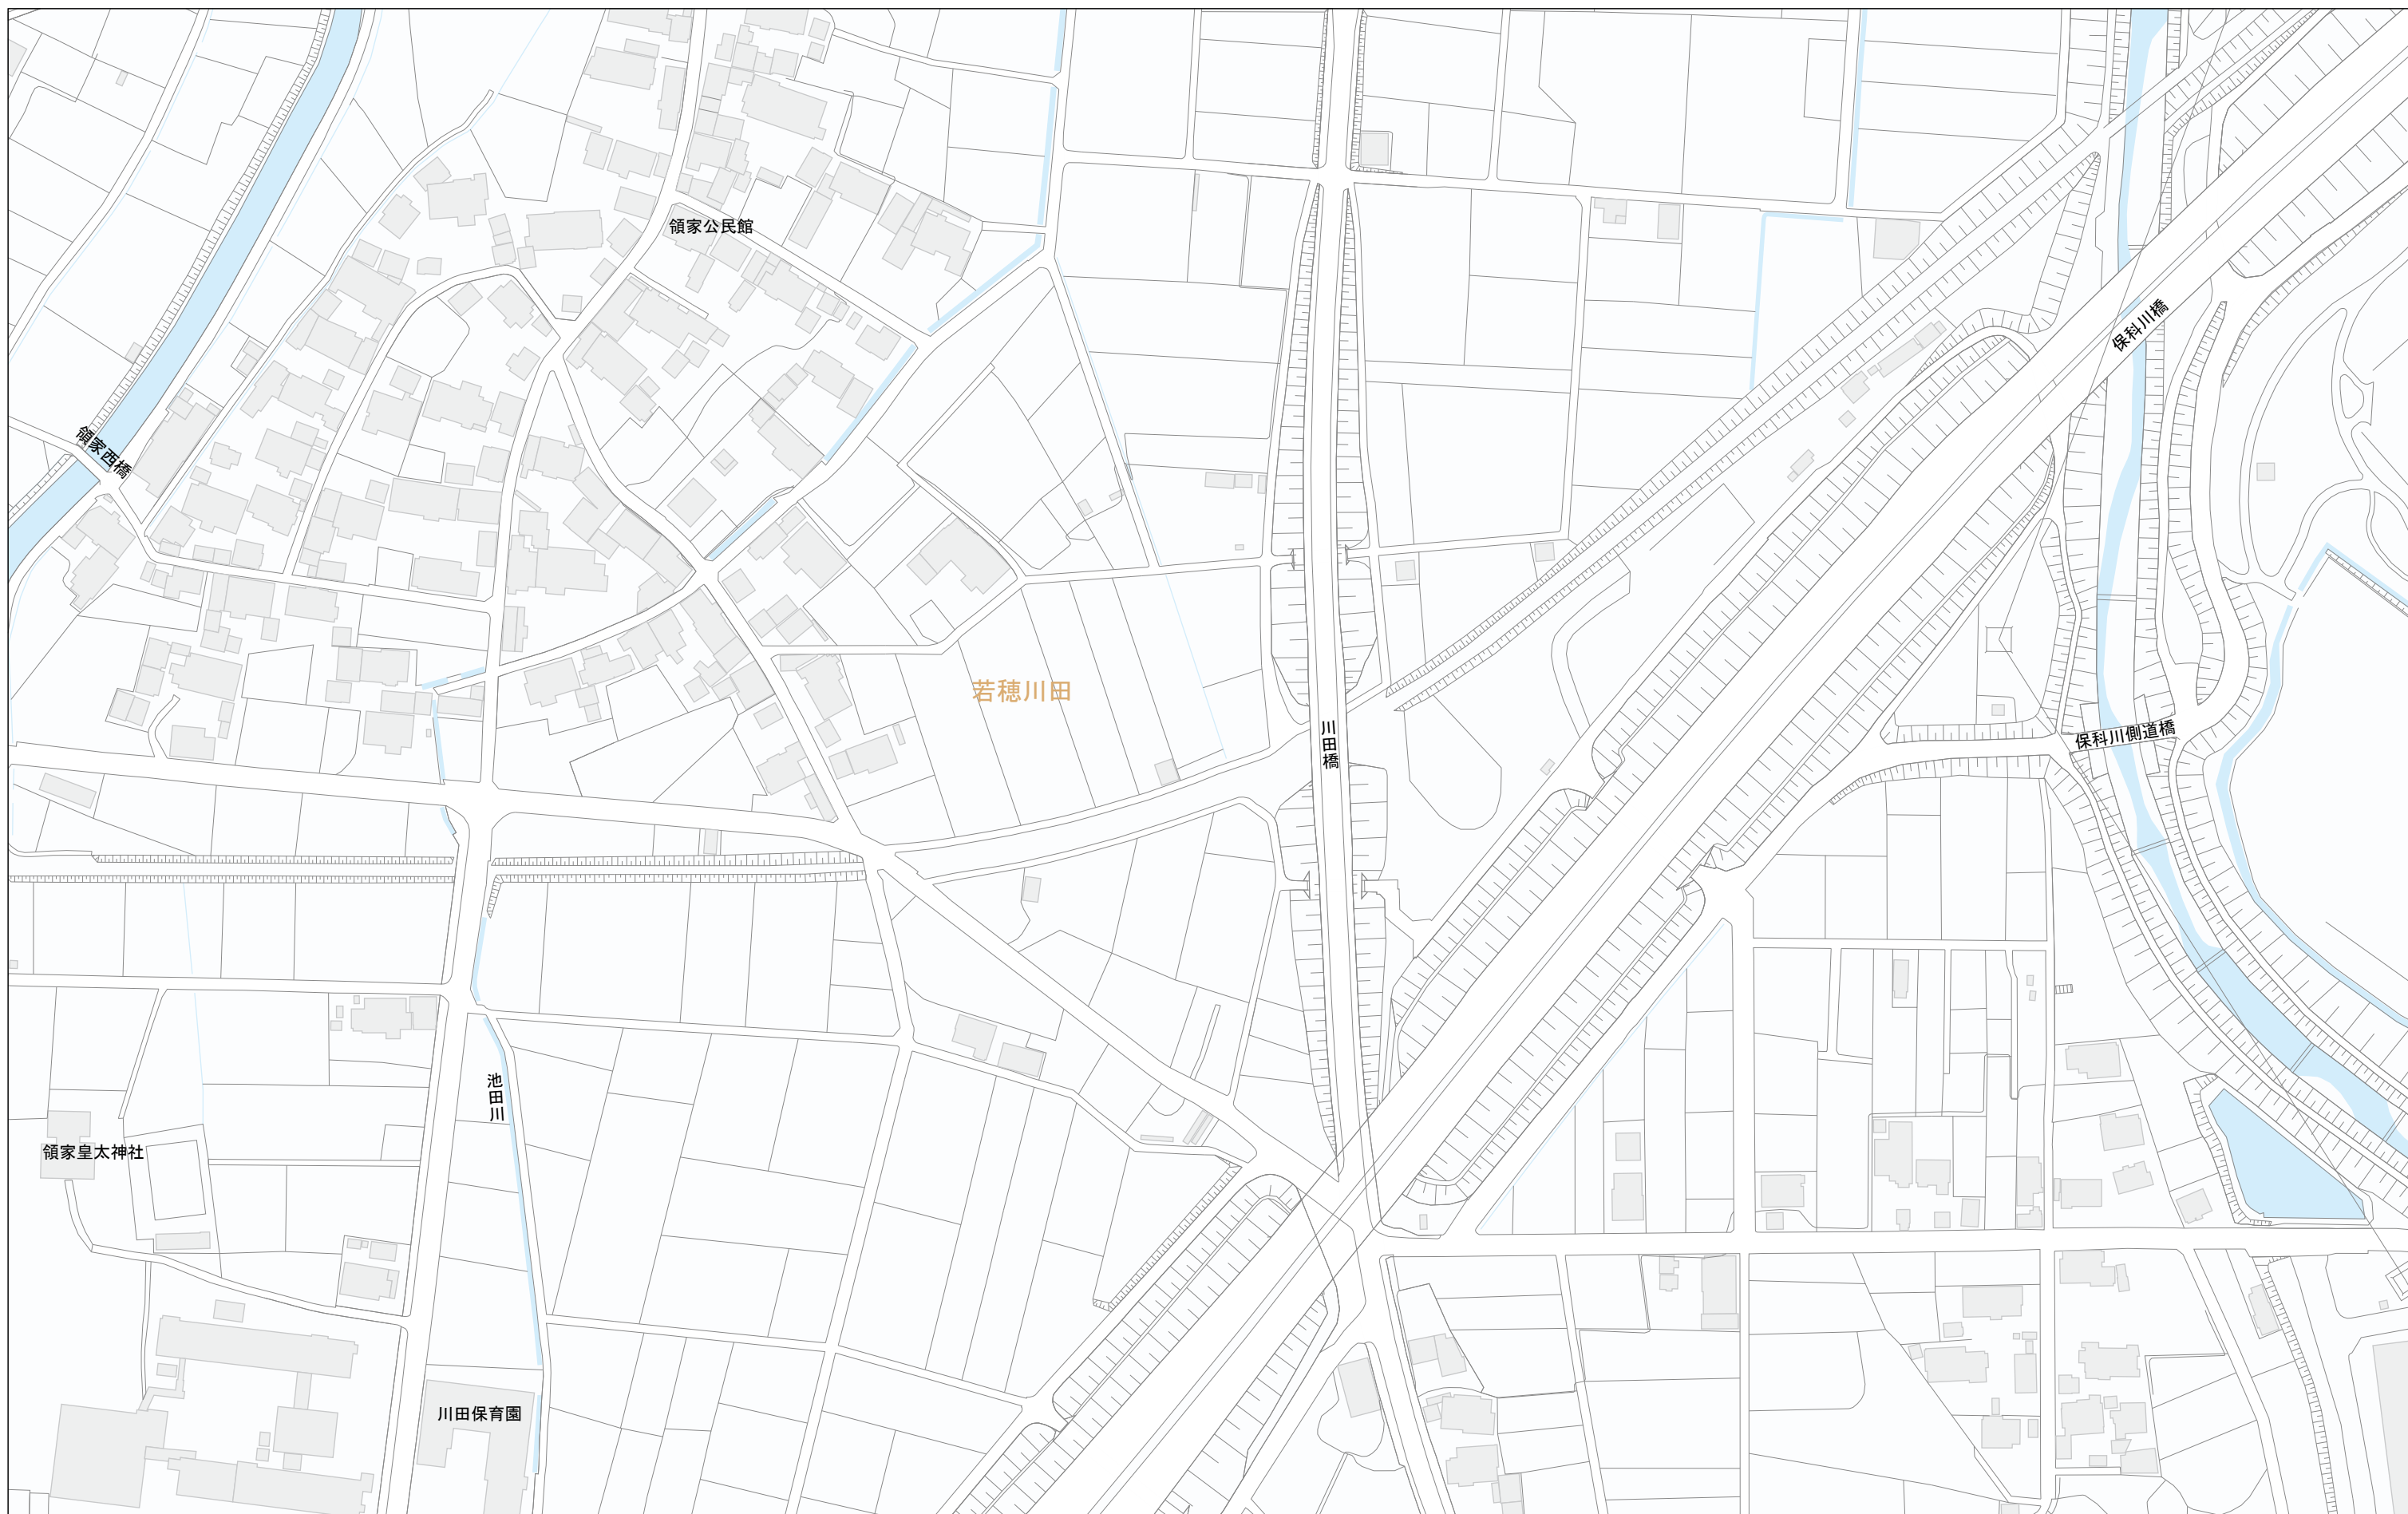 領家公民館
保科川橋
領家西橋
若穂川田
川田橋
保科川側道橋
池田川
領家皇太神社
川田保育園